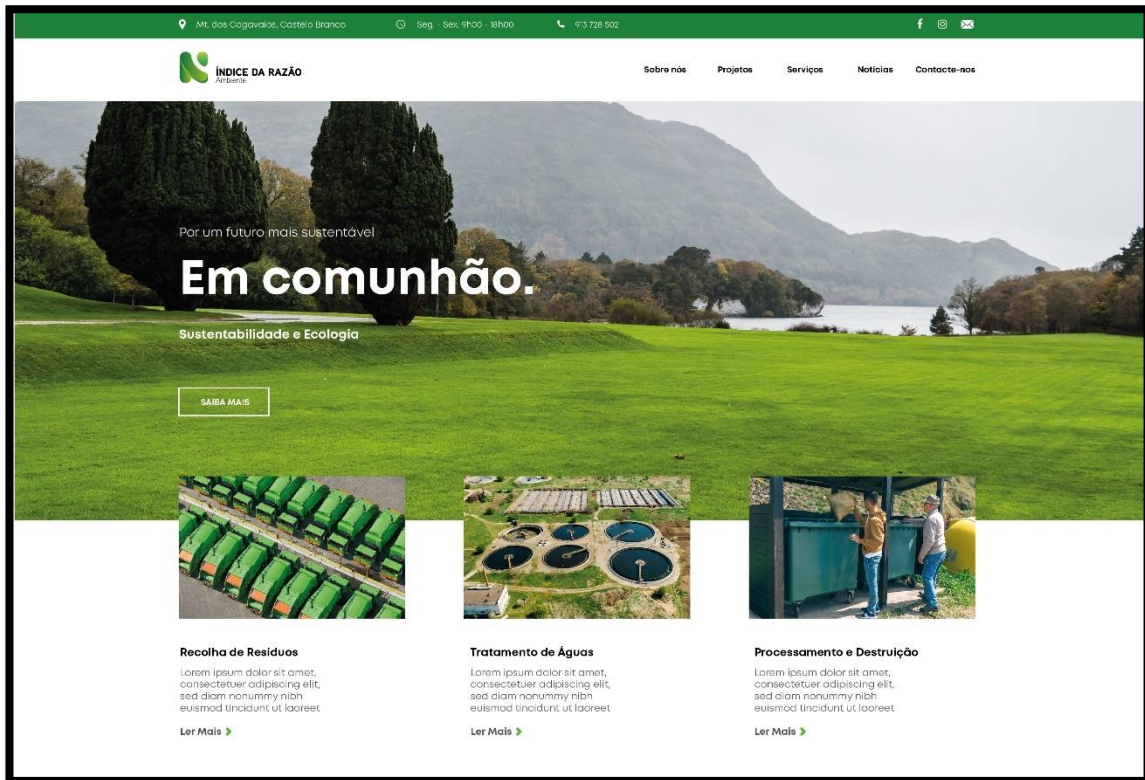 Mt. dos Cagavaios, Castelo Branco
Seg. - Sex. 9h00 - 18h00
913 728 502
ÍNDICE DA RAZÃO
Ambiente
Sobre nós
Projetos
Serviços
Notícias
Contacte-nos
Por um futuro mais sustentável
Em comunhão.
Sustentabilidade e Ecologia
SAIBA MAIS
Recolha de Resíduos
Lorem ipsum dolor sit amet,
consectetuer adipiscing elit,
sed diam nonummy nibh
euismod tincidunt ut laoreet
Ler Mais
Tratamento de Águas
Lorem ipsum dolor sit amet,
consectetuer adipiscing elit,
sed diam nonummy nibh
euismod tincidunt ut laoreet
Ler Mais
Processamento e Destruição
Lorem ipsum dolor sit amet,
consectetuer adipiscing elit,
sed diam nonummy nibh
euismod tincidunt ut laoreet
Ler Mais